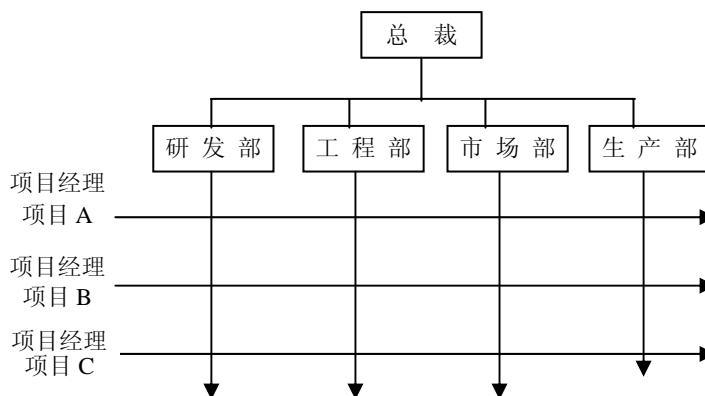 总 裁
研 发 部
工 程 部
市 场 部
生 产 部
项目经理
项目 A
项目经理
项目 B
项目经理
项目 C